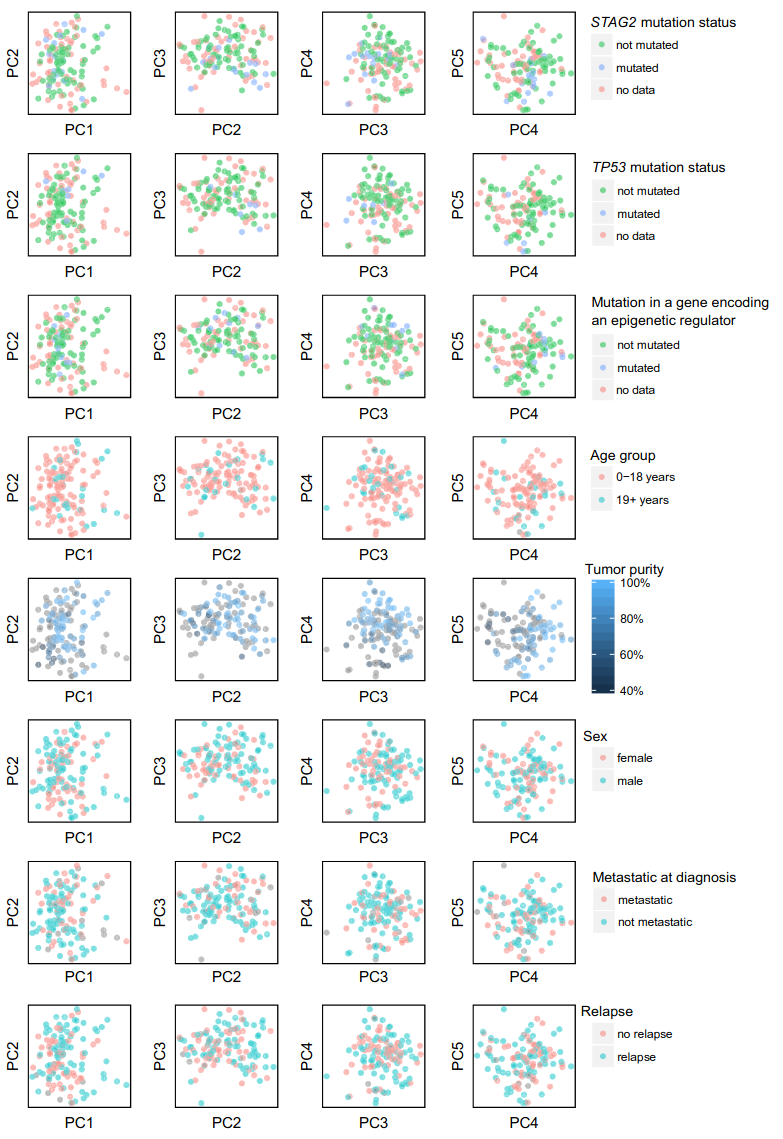 STAG2 mutation status
not mutated
mutated
no data
PC2
PC3
PC4
PC5
PC1
PC2
PC3
PC4
TP53 mutation status
not mutated
mutated
no data
PC2
PC3
PC4
PC5
PC1
PC2
PC3
PC4
Mutation in a gene encoding
an epigenetic regulator
not mutated
mutated
no data
PC2
PC3
PC4
PC5
PC1
PC2
PC3
PC4
Age group
0−18 years
19+ years
PC2
PC3
PC4
PC5
PC1
PC2
PC3
PC4
Tumor purity
100%
80%
60%
40%
PC2
PC3
PC4
PC5
PC1
PC2
PC3
PC4
Sex
female
male
PC2
PC3
PC4
PC5
PC1
PC2
PC3
PC4
Metastatic at diagnosis
metastatic
not metastatic
PC2
PC3
PC4
PC5
PC1
PC2
PC3
PC4
Relapse
no relapse
relapse
PC2
PC3
PC4
PC5
PC1
PC2
PC3
PC4